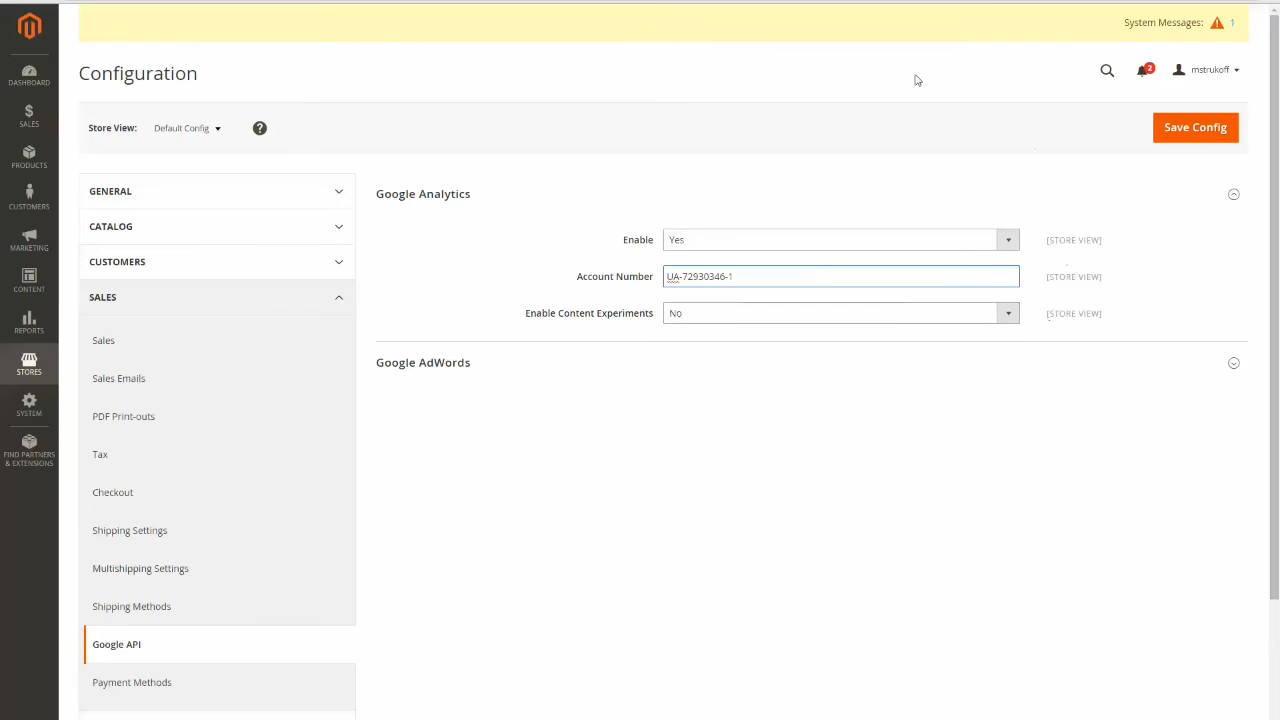 System Messages: 1
Configuration
2
mstrukoff
Store View: Default Config ?
Save Config
DASHBOARD
$
SALES
PRODUCTS
CUSTOMERS
MARKETING
CONTENT
REPORTS
STORES
SYSTEM
FIND PARTNERS
& EXTENSIONS
GENERAL
CATALOG
CUSTOMERS
SALES
Sales
Sales Emails
PDF Print-outs
Tax
Checkout
Shipping Settings
Multishipping Settings
Shipping Methods
Google API
Payment Methods
Google Analytics
Enable Yes [STORE VIEW]
Account Number UA-72930346-1 [STORE VIEW]
Enable Content Experiments No [STORE VIEW]
Google AdWords